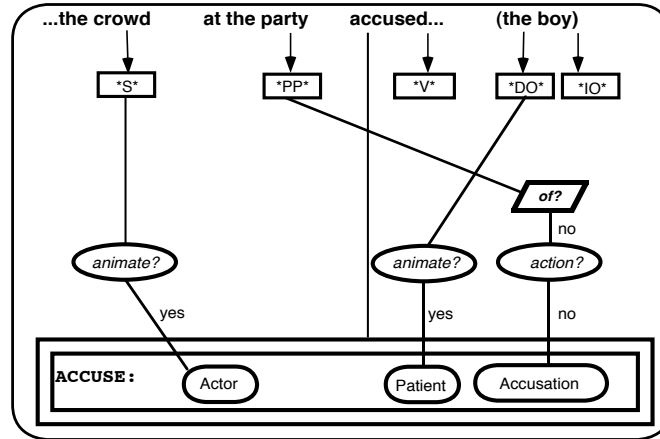 ...the crowd at the party accused... (the boy)
*S* *PP* *V* *DO* *IO*
of?
no
animate? animate? action?
yes yes no
ACCUSE: Actor Patient Accusation